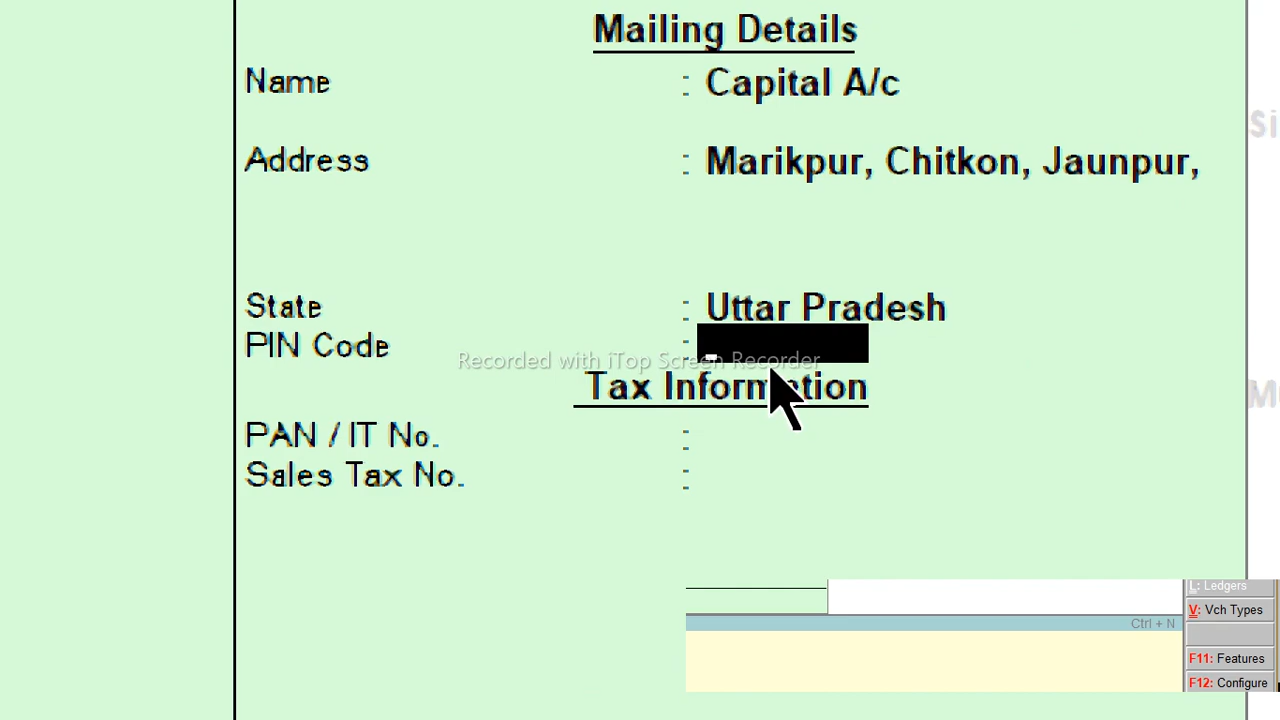 Mailing Details
Name : Capital A/c
Address : Marikpur, Chitkon, Jaunpur,
State : Uttar Pradesh
PIN Code :
Recorded with iTop Screen Recorder
Tax Information
PAN / IT No. :
Sales Tax No. :
L: Ledgers
V: Vch Types
Ctrl + N
F11: Features
F12: Configure